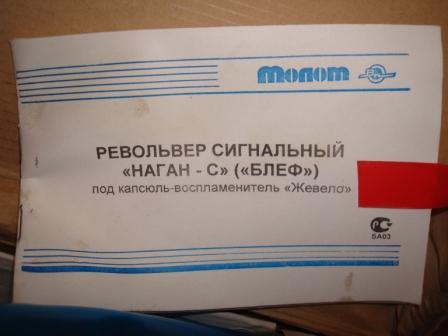 Молот
РЕВОЛЬВЕР СИГНАЛЬНЫЙ
«НАГАН - С» («БЛЕФ»)
под капсюль-воспламенитель «Жевело»
БА03